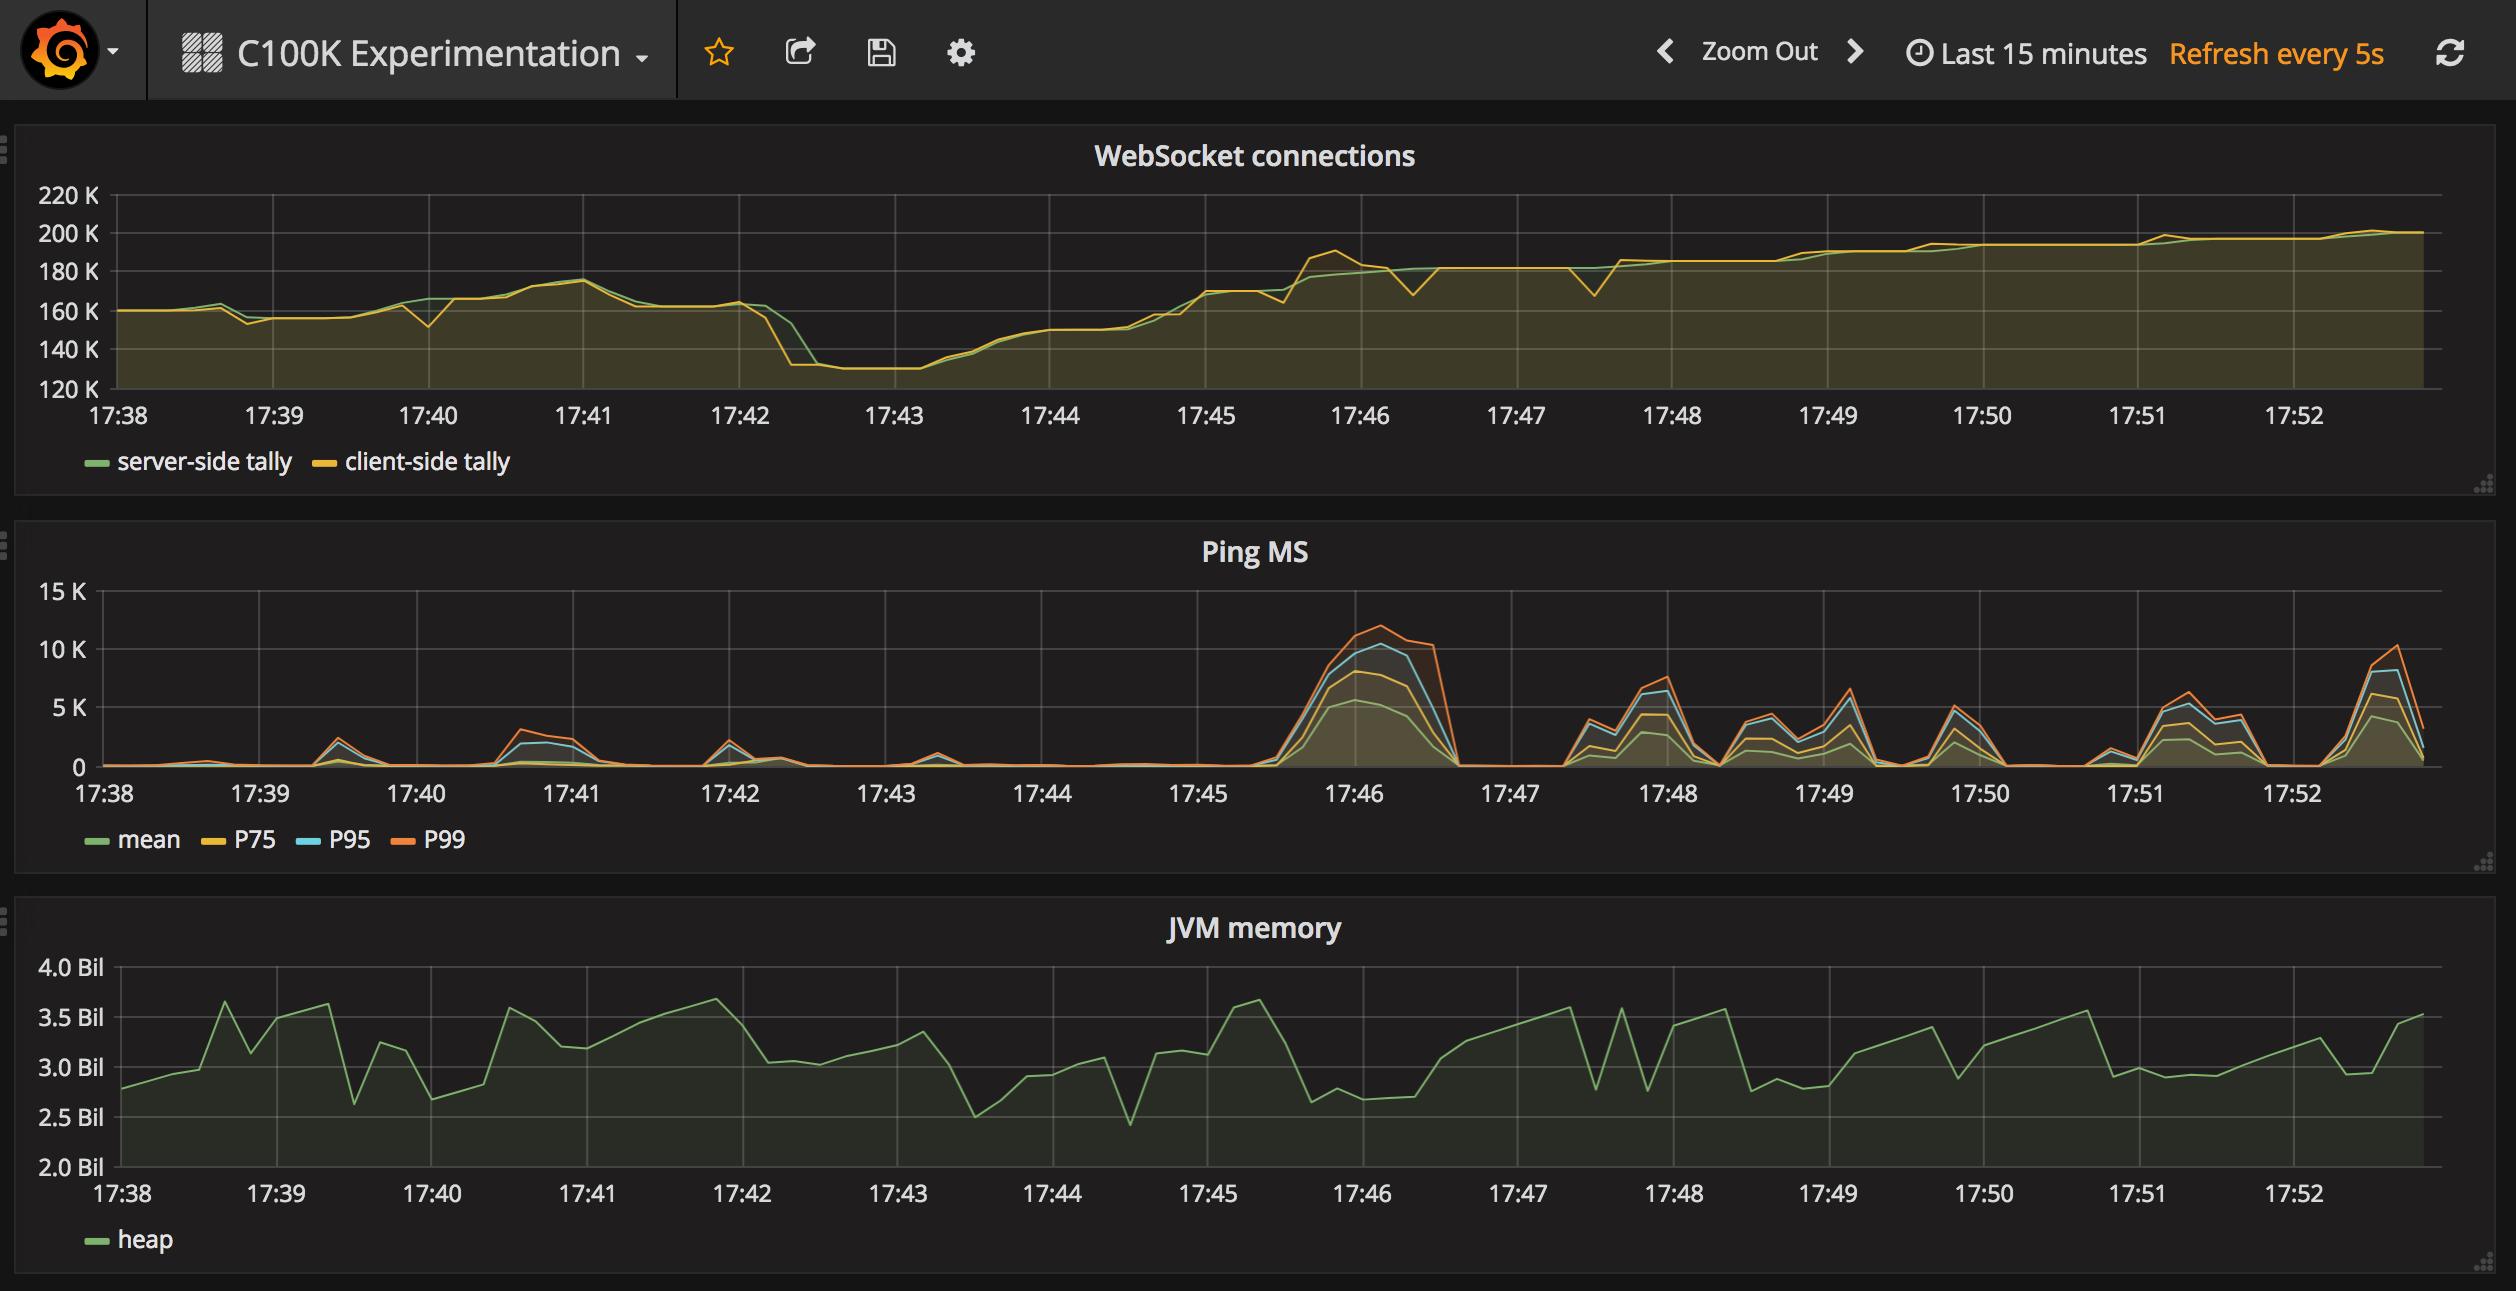 C100K Experimentation
Zoom Out
Last 15 minutes Refresh every 5s
WebSocket connections
220 K
200 K
180 K
160 K
140 K
120 K
17:38 17:39 17:40 17:41 17:42 17:43 17:44 17:45 17:46 17:47 17:48 17:49 17:50 17:51 17:52
server-side tally client-side tally
Ping MS
15 K
10 K
5 K
0
17:38 17:39 17:40 17:41 17:42 17:43 17:44 17:45 17:46 17:47 17:48 17:49 17:50 17:51 17:52
mean P75 P95 P99
JVM memory
4.0 Bil
3.5 Bil
3.0 Bil
2.5 Bil
2.0 Bil
17:38 17:39 17:40 17:41 17:42 17:43 17:44 17:45 17:46 17:47 17:48 17:49 17:50 17:51 17:52
heap